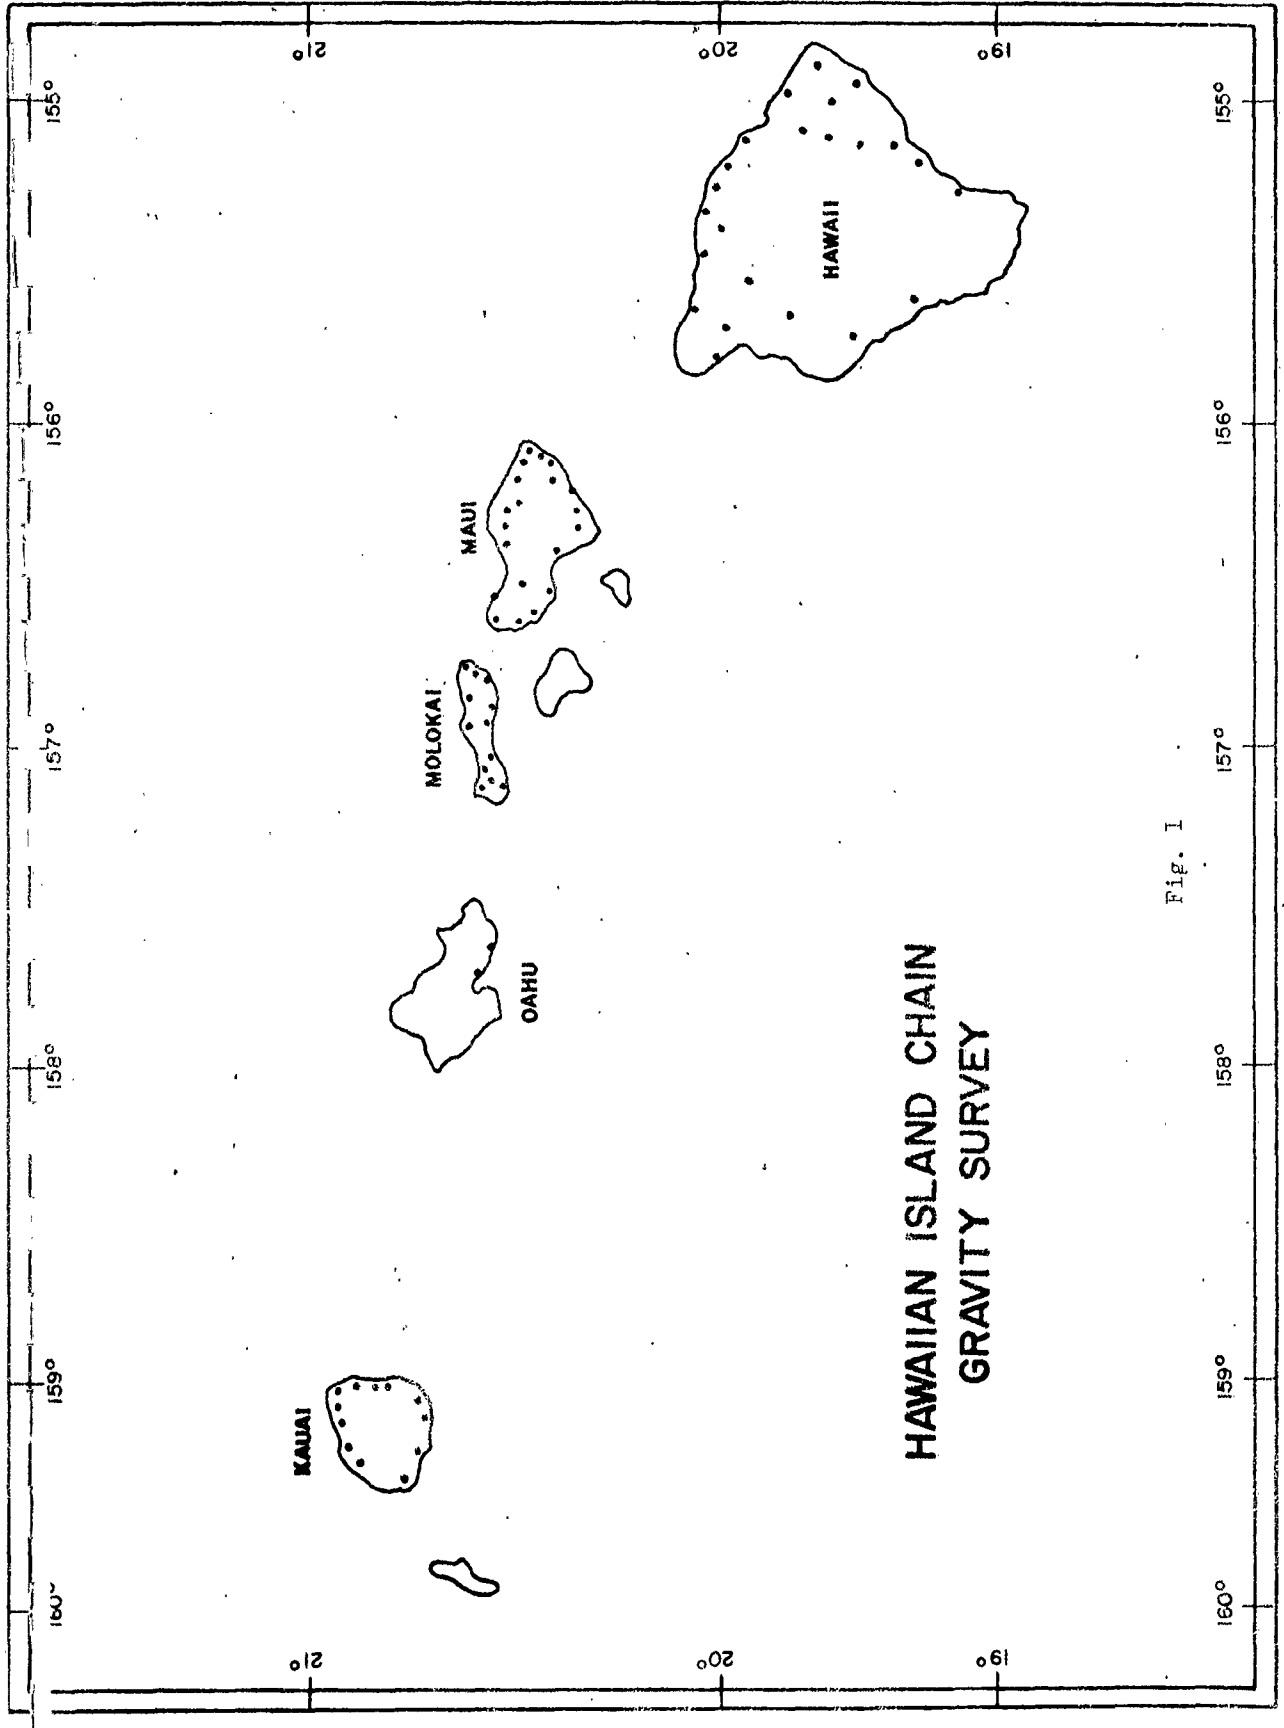 160° 159° 158° 157° 156° 155°
21° 21°
KAUAI
MOLOKAI
MAUI
OAHU
20° 20°
HAWAII
HAWAIIAN ISLAND CHAIN
GRAVITY SURVEY
19° 19°
Fig. 1
160° 159° 158° 157° 156° 155°